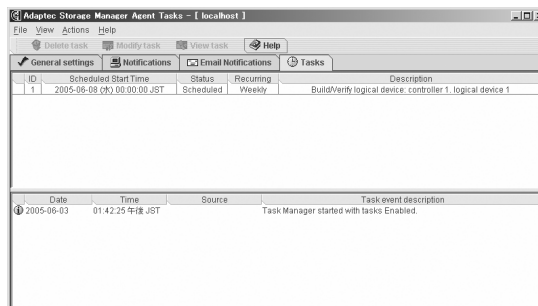 Adaptec Storage Manager Agent Tasks - [ localhost ]
File View Actions Help
Delete task Modify task View task Help
General settings Notifications Email Notifications Tasks
ID Scheduled Start Time Status Recurring Description
1 2005-06-08 (水) 00:00:00 JST Scheduled Weekly Build/Verify logical device: controller 1, logical device 1
Date Time Source Task event description
2005-06-03 01:42:25 午後 JST Task Manager started with tasks Enabled.